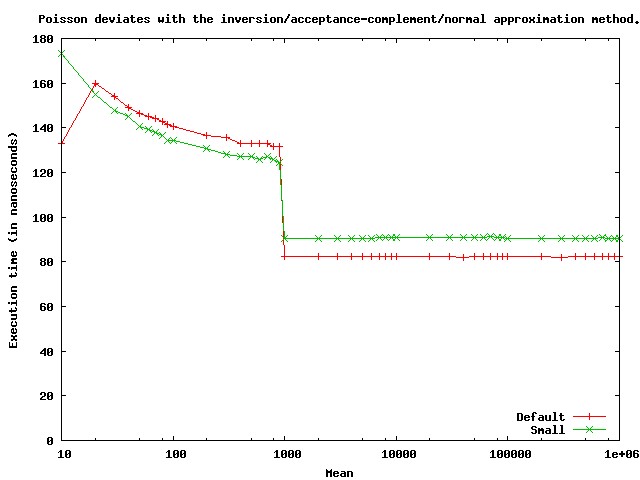 Poisson deviates with the inversion/acceptance-complement/normal approximation method.
180
160
140
120
100
80
60
40
20
0
Execution time (in nanoseconds)
Default
Small
10 100 1000 10000 100000 1e+06
Mean